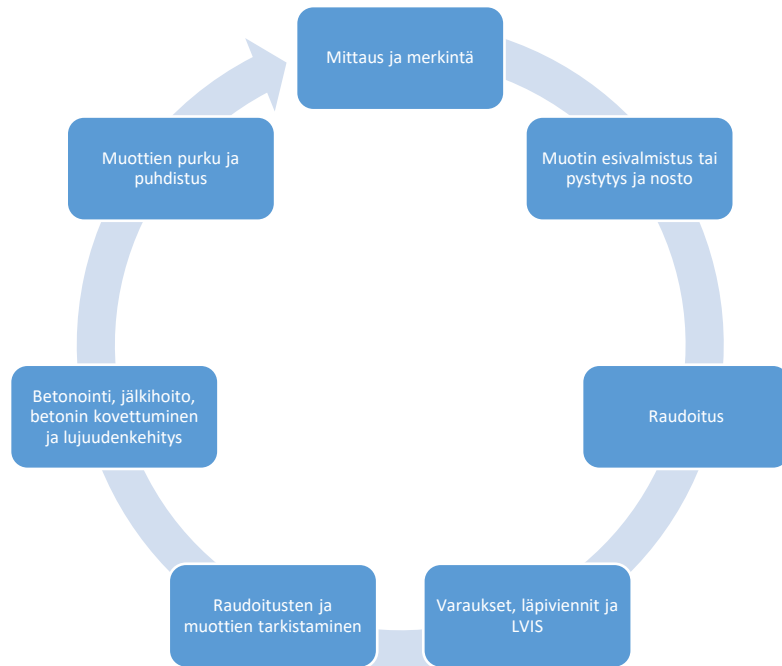 Mittaus ja merkintä
Muotin esivalmistus tai
pystytys ja nosto
Raudoitus
Varaukset, läpiviennit ja
LVIS
Raudoitusten ja
muottien tarkistaminen
Betonointi, jälkihoito,
betonin kovettuminen
ja lujuudenkehitys
Muottien purku ja
puhdistus